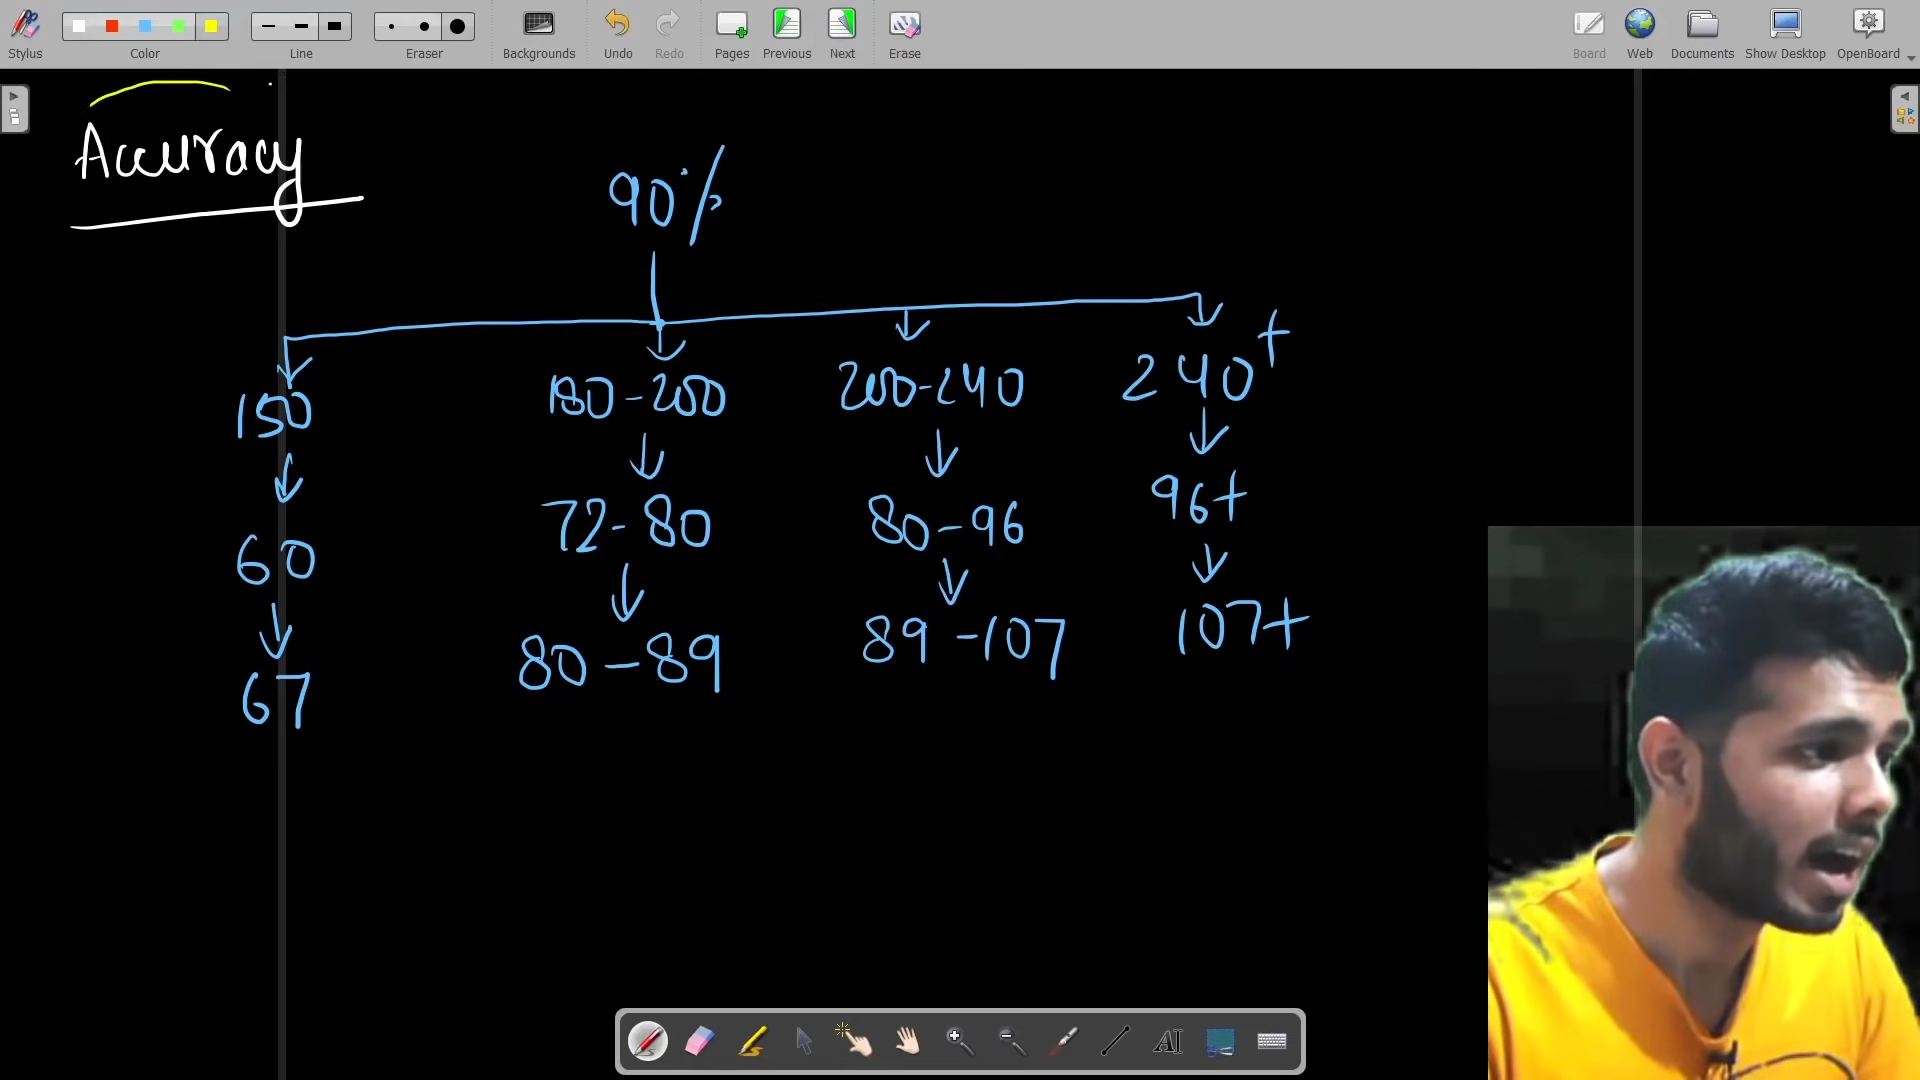 Stylus Color Line Eraser Backgrounds Undo Redo Pages Previous Next Erase Board Web Documents Show Desktop OpenBoard
Accuracy
90%
150 180-200 200-240 240+
60 72-80 80-96 96+
67 80-89 89-107 107+